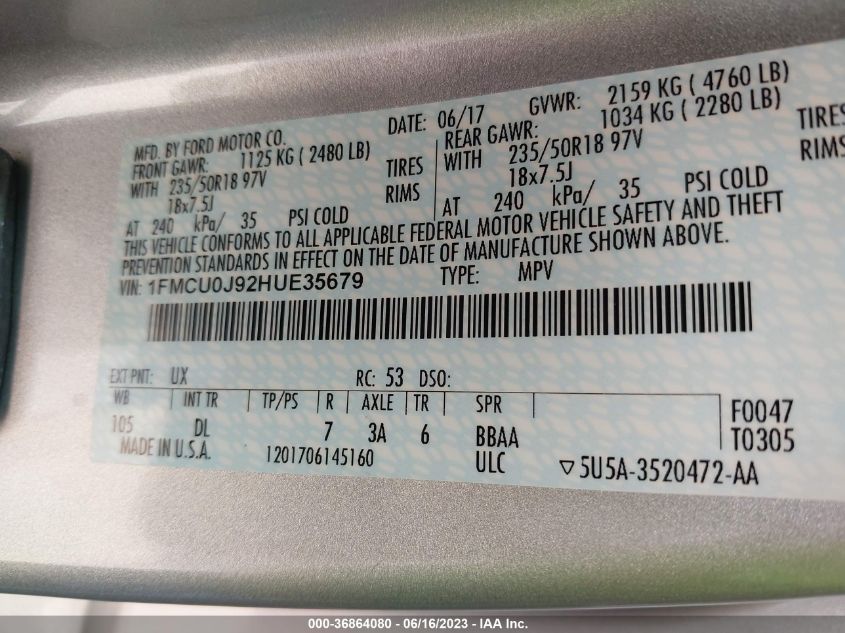 MFD. BY FORD MOTOR CO. DATE: 06/17 GVWR: 2159 KG ( 4760 LB)
FRONT GAWR: 1125 KG ( 2480 LB) REAR GAWR: 1034 KG ( 2280 LB)
WITH 235/50R18 97V TIRES WITH 235/50R18 97V TIRES
18x7.5J RIMS 18x7.5J RIMS
AT 240 kPa/ 35 PSI COLD AT 240 kPa/ 35 PSI COLD
THIS VEHICLE CONFORMS TO ALL APPLICABLE FEDERAL MOTOR VEHICLE SAFETY AND THEFT
PREVENTION STANDARDS IN EFFECT ON THE DATE OF MANUFACTURE SHOWN ABOVE.
VIN: 1FMCU0J92HUE35679 TYPE: MPV
EXT PNT: UX RC: 53 DSO:
WB INT TR TP/PS R AXLE TR SPR F0047
105 DL 7 3A 6 BBAA T0305
MADE IN U.S.A. 1201706145160 ULC ▽5U5A-3520472-AA
000-36864080 - 06/16/2023 - IAA Inc.